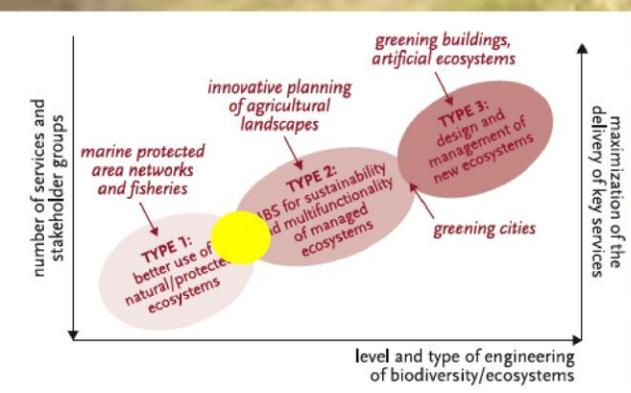 greening buildings,
artificial ecosystems
innovative planning
of agricultural
landscapes
marine protected
area networks
and fisheries
TYPE 3:
design and
management of
new ecosystems
TYPE 2:
for sustainability
multifunctionality
of managed
ecosystems
TYPE 1:
better use of
ecosystems
greening cities
number of services and
stakeholder groups
maximization of the
delivery of key services
level and type of engineering
of biodiversity/ecosystems